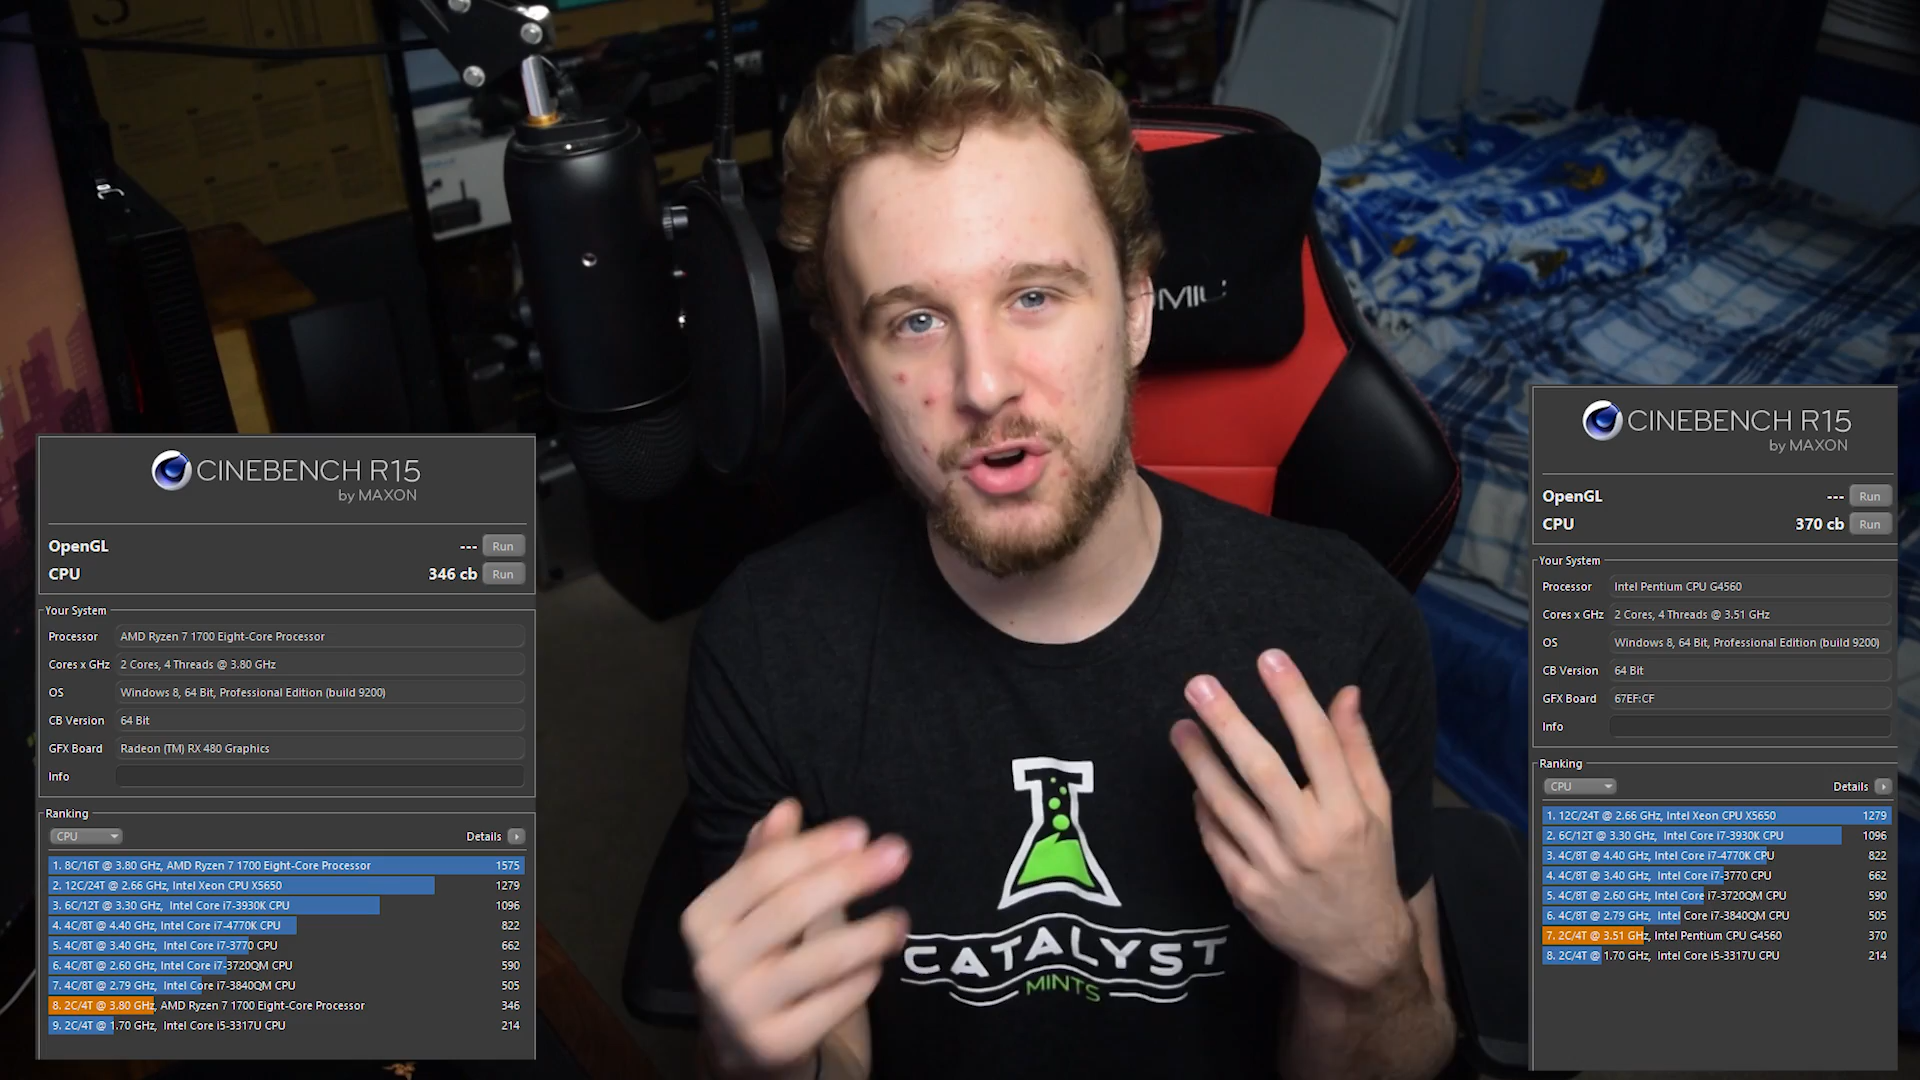 CINEBENCH R15
by MAXON
OpenGL --- Run
CPU 346 cb Run
Your System
Processor AMD Ryzen 7 1700 Eight-Core Processor
Cores x GHz 2 Cores, 4 Threads @ 3.80 GHz
OS Windows 8, 64 Bit, Professional Edition (build 9200)
CB Version 64 Bit
GFX Board Radeon (TM) RX 480 Graphics
Info
Ranking
CPU Details
1. 8C/16T @ 3.80 GHz, AMD Ryzen 7 1700 Eight-Core Processor 1575
2. 12C/24T @ 2.66 GHz, Intel Xeon CPU X5650 1279
3. 6C/12T @ 3.30 GHz, Intel Core i7-3930K CPU 1096
4. 4C/8T @ 4.40 GHz, Intel Core i7-4770K CPU 822
5. 4C/8T @ 3.40 GHz, Intel Core i7-3770 CPU 662
6. 4C/8T @ 2.60 GHz, Intel Core i7-3720QM CPU 590
7. 4C/8T @ 2.79 GHz, Intel Core i7-3840QM CPU 505
8. 2C/4T @ 3.80 GHz, AMD Ryzen 7 1700 Eight-Core Processor 346
9. 2C/4T @ 1.70 GHz, Intel Core i5-3317U CPU 214
CATALYST
MINTS
CINEBENCH R15
by MAXON
OpenGL --- Run
CPU 370 cb Run
Your System
Processor Intel Pentium CPU G4560
Cores x GHz 2 Cores, 4 Threads @ 3.51 GHz
OS Windows 8, 64 Bit, Professional Edition (build 9200)
CB Version 64 Bit
GFX Board 67EF:CF
Info
Ranking
CPU Details
1. 12C/24T @ 2.66 GHz, Intel Xeon CPU X5650 1279
2. 6C/12T @ 3.30 GHz, Intel Core i7-3930K CPU 1096
3. 4C/8T @ 4.40 GHz, Intel Core i7-4770K CPU 822
4. 4C/8T @ 3.40 GHz, Intel Core i7-3770 CPU 662
5. 4C/8T @ 2.60 GHz, Intel Core i7-3720QM CPU 590
6. 4C/8T @ 2.79 GHz, Intel Core i7-3840QM CPU 505
7. 2C/4T @ 3.51 GHz, Intel Pentium CPU G4560 370
8. 2C/4T @ 1.70 GHz, Intel Core i5-3317U CPU 214